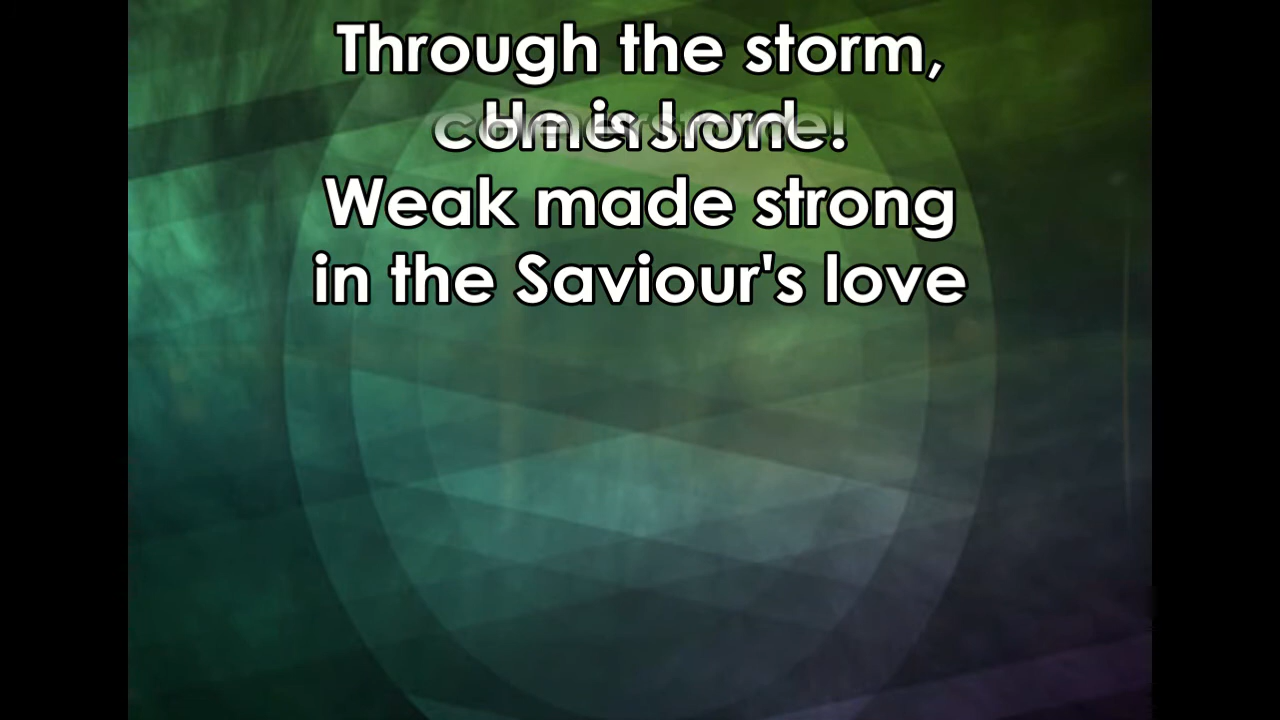 Through the storm,
He is Lord
cornerstone!
Weak made strong
in the Saviour's love